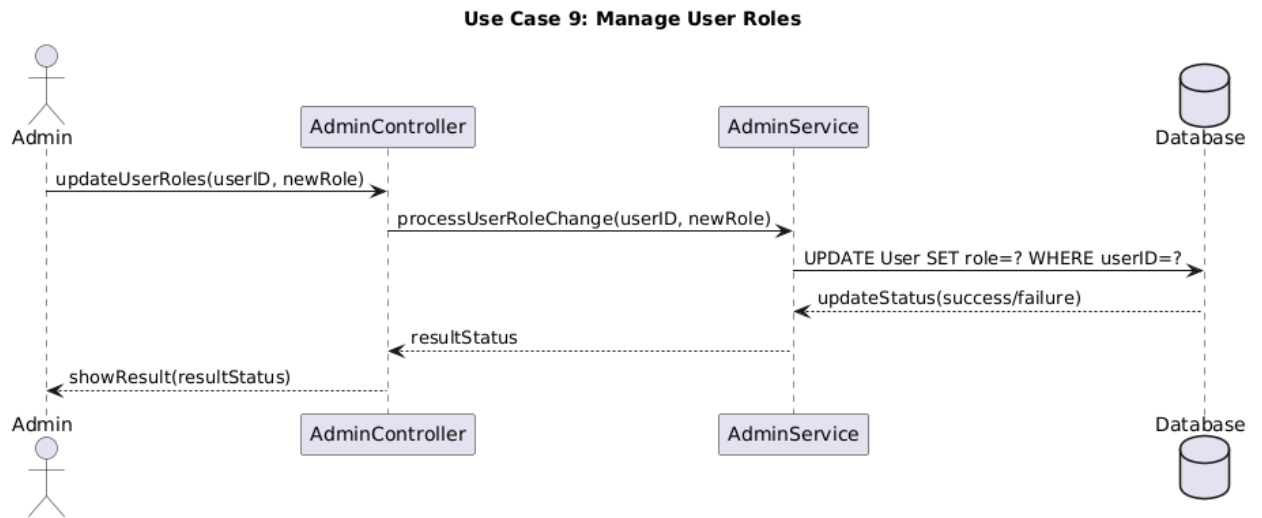 Use Case 9: Manage User Roles
Admin
AdminController
AdminService
Database
updateUserRoles(userID, newRole)
processUserRoleChange(userID, newRole)
UPDATE User SET role=? WHERE userID=?
updateStatus(success/failure)
resultStatus
showResult(resultStatus)
Admin
AdminController
AdminService
Database